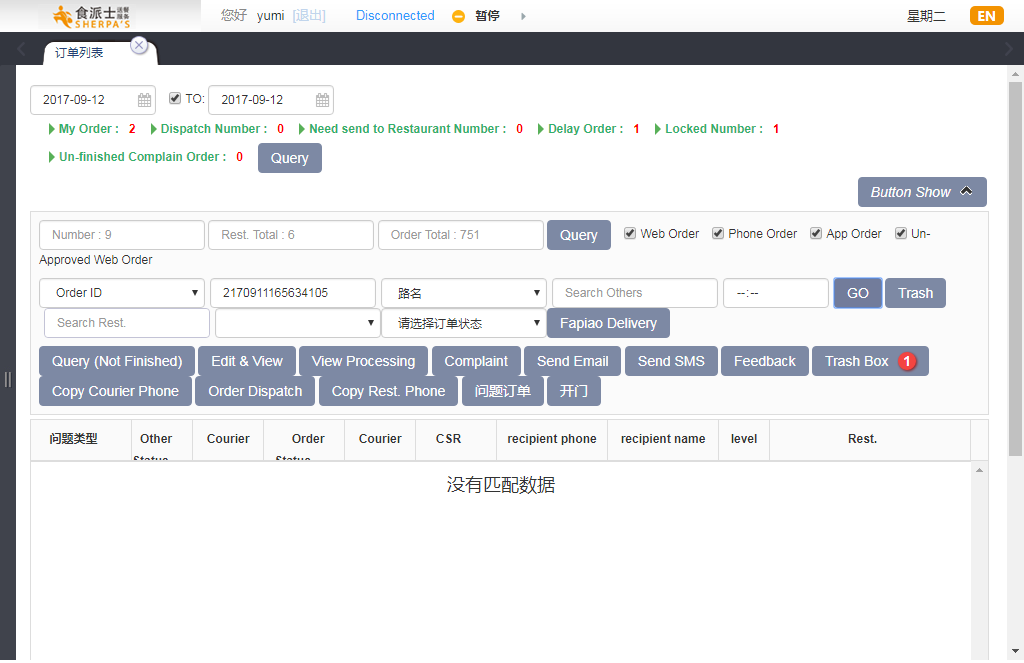 食派士 送餐服务 SHERPA'S 您好 yumi [退出] Disconnected 暂停 星期二 EN
订单列表
2017-09-12 TO: 2017-09-12
My Order : 2 Dispatch Number : 0 Need send to Restaurant Number : 0 Delay Order : 1 Locked Number : 1
Un-finished Complain Order : 0 Query
Button Show
Number : 9 Rest. Total : 6 Order Total : 751 Query Web Order Phone Order App Order Un-
Approved Web Order
Order ID 2170911165634105 路名 Search Others --:-- GO Trash
Search Rest. 请选择订单状态 Fapiao Delivery
Query (Not Finished) Edit & View View Processing Complaint Send Email Send SMS Feedback Trash Box 1
Copy Courier Phone Order Dispatch Copy Rest. Phone 问题订单 开门
问题类型 Other Courier Order Courier CSR recipient phone recipient name level Rest.
Status Status
没有匹配数据